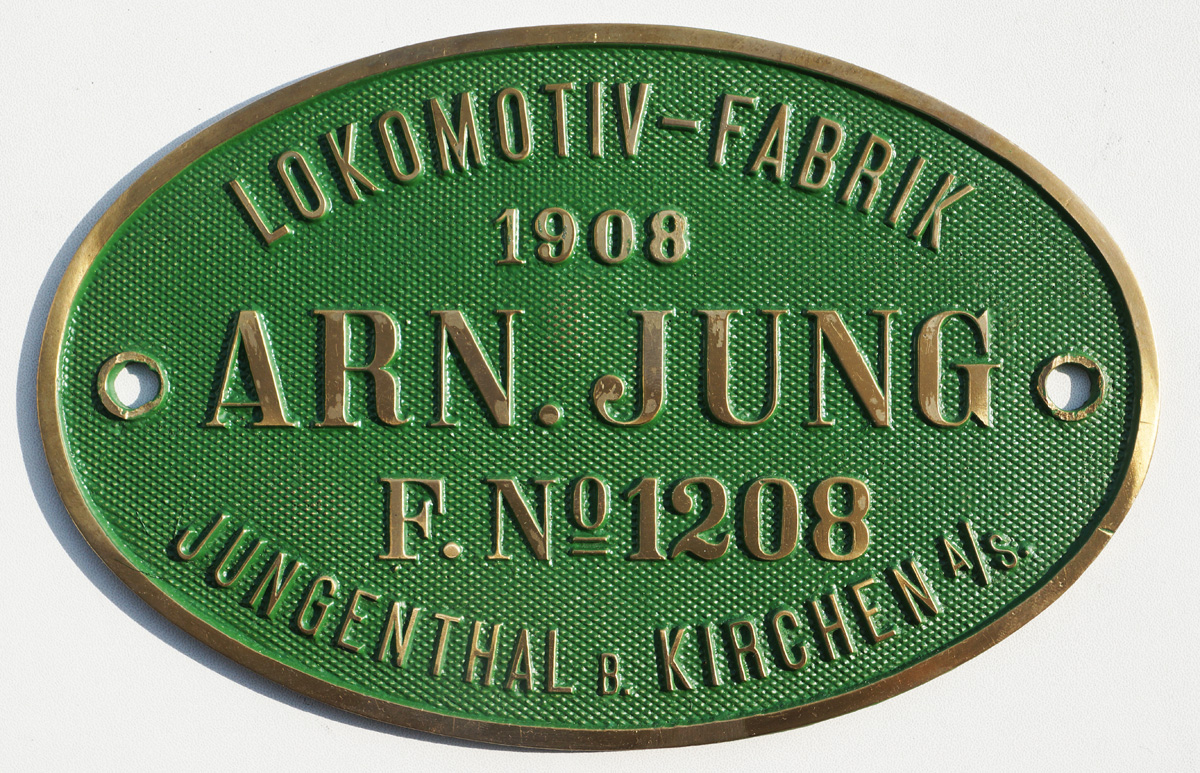 LOKOMOTIV-FABRIK
1908
ARN. JUNG
F. Nº 1208
JUNGENTHAL B. KIRCHEN A/S.